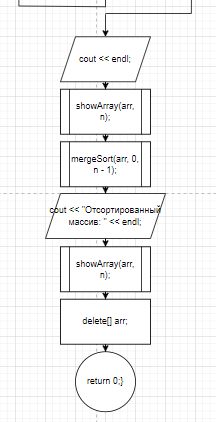 cout << endl;
showArray(arr,
n);
mergeSort(arr, 0,
n - 1);
cout << "Отсортированный
массив: " << endl;
showArray(arr,
n);
delete[] arr;
return 0;}